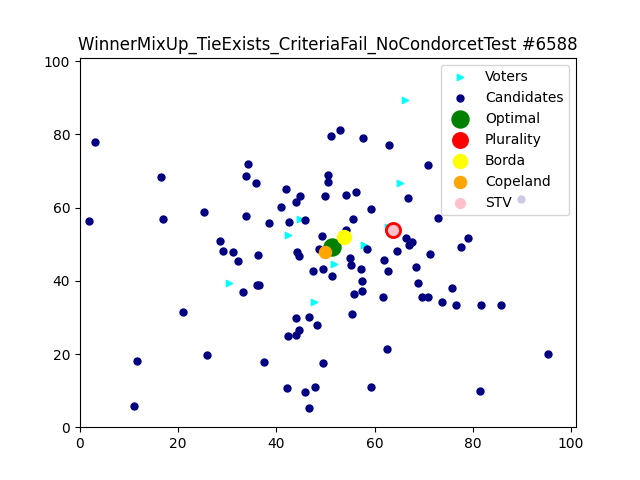 WinnerMixUp_TieExists_CriteriaFail_NoCondorcetTest #6588
100
80
60
40
20
0
0 20 40 60 80 100
Voters
Candidates
Optimal
Plurality
Borda
Copeland
STV